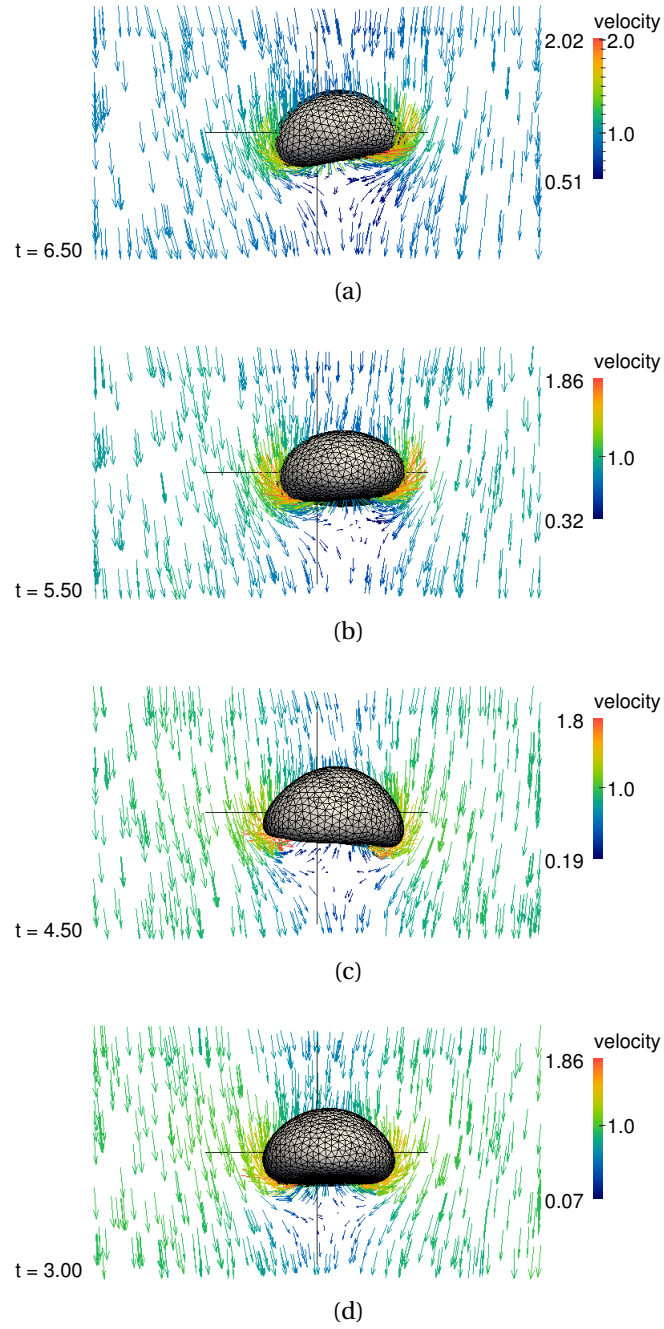 velocity
2.02 2.0
1.0
0.51
t = 6.50
(a)
velocity
1.86
1.0
0.32
t = 5.50
(b)
velocity
1.8
1.0
0.19
t = 4.50
(c)
velocity
1.86
1.0
0.07
t = 3.00
(d)